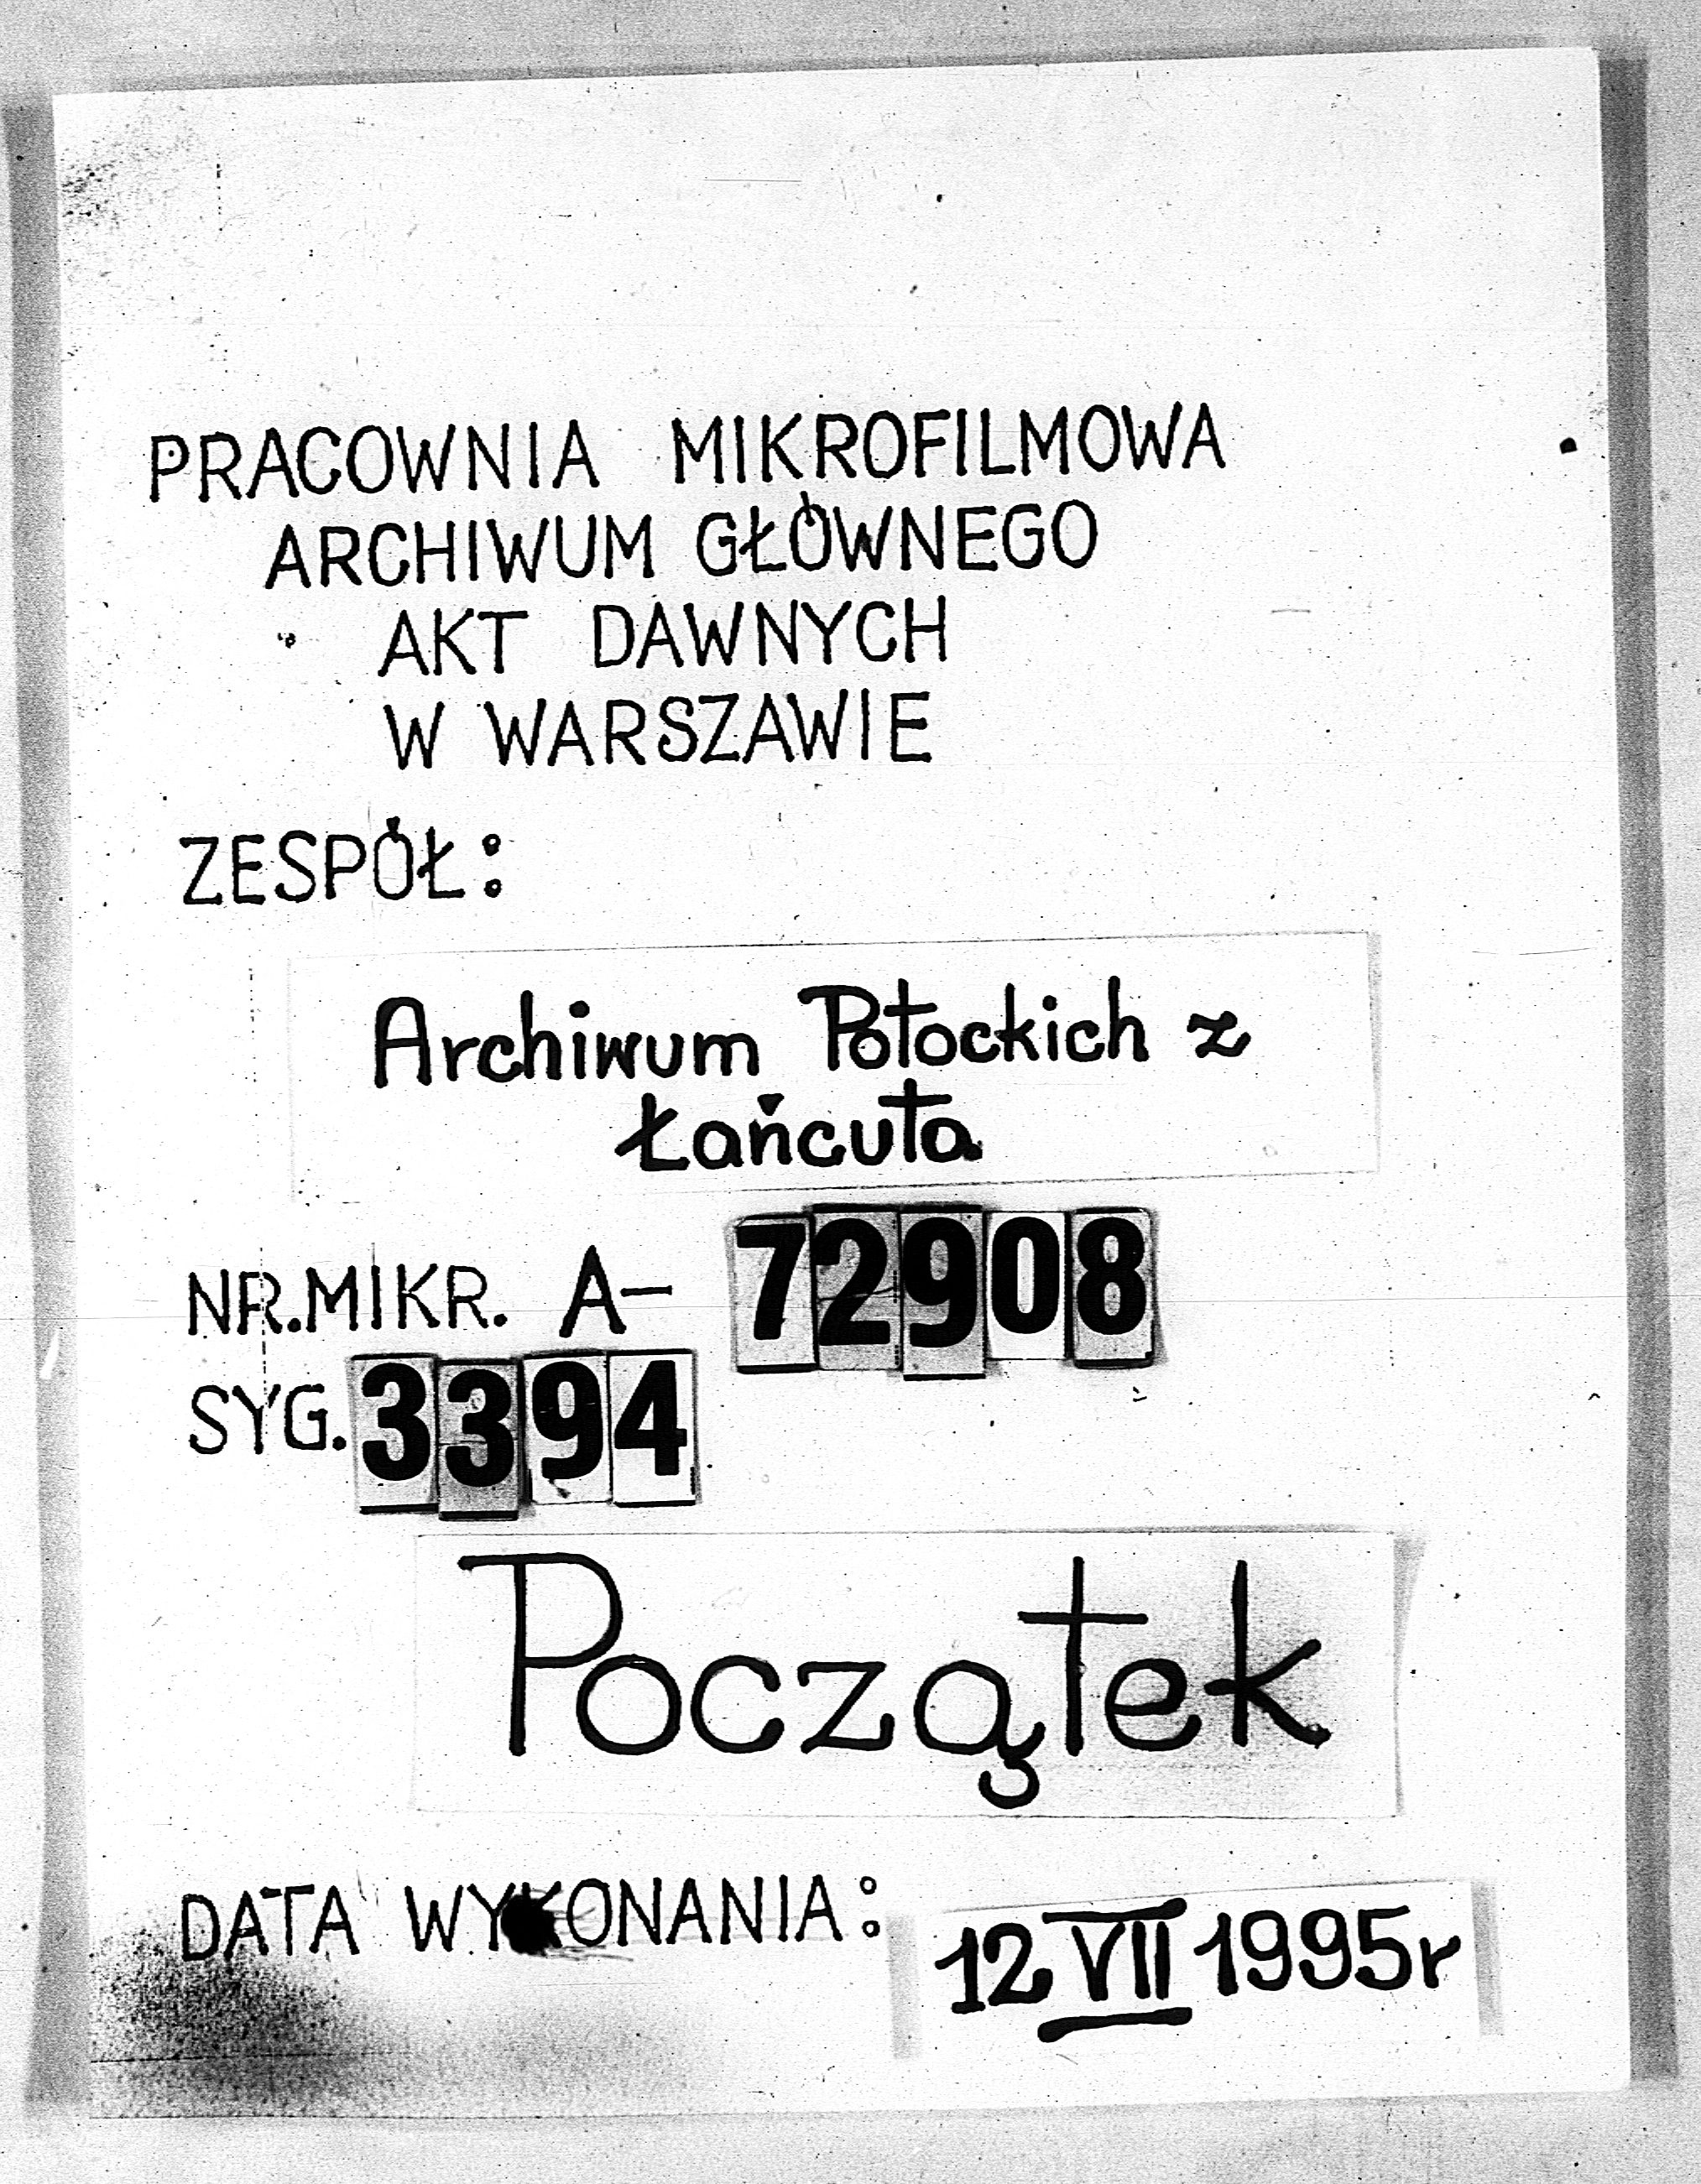 PRACOWNIA MIKROFILMOWA
ARCHIWUM GŁÓWNEGO
AKT DAWNYCH
W WARSZAWIE
ZESPÓŁ:
Archiwum Potockich z
Łańcuta
NR.MIKR. A- 72908
SYG. 3394
Początek
DATA WYKONANIA: 12 VII 1995r